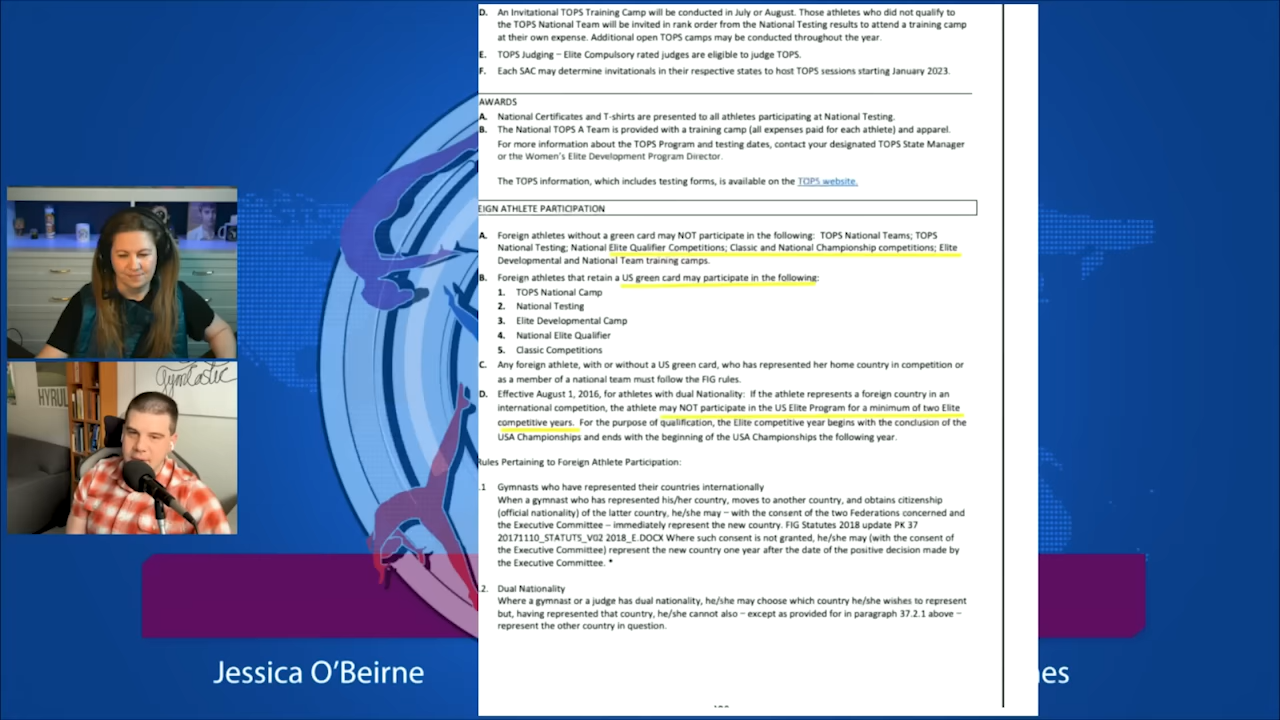 D. An Invitational TOPS Training Camp will be conducted in July or August. Those athletes who did not qualify to
the TOPS National Team will be invited in rank order from the National Testing results to attend a training camp
at their own expense. Additional open TOPS camps may be conducted throughout the year.
E. TOPS Judging – Elite Compulsory rated judges are eligible to judge TOPS.
F. Each SAC may determine invitationals in their respective states to host TOPS sessions starting January 2023.
AWARDS
A. National Certificates and T-shirts are presented to all athletes participating at National Testing.
B. The National TOPS A Team is provided with a training camp (all expenses paid for each athlete) and apparel.
For more information about the TOPS Program and testing dates, contact your designated TOPS State Manager
or the Women's Elite Development Program Director.
The TOPS information, which includes testing forms, is available on the TOPS website.
EIGN ATHLETE PARTICIPATION
A. Foreign athletes without a green card may NOT participate in the following: TOPS National Teams; TOPS
National Testing; National Elite Qualifier Competitions; Classic and National Championship competitions; Elite
Developmental and National Team training camps.
B. Foreign athletes that retain a US green card may participate in the following:
1. TOPS National Camp
2. National Testing
3. Elite Developmental Camp
4. National Elite Qualifier
5. Classic Competitions
C. Any foreign athlete, with or without a US green card, who has represented her home country in competition or
as a member of a national team must follow the FIG rules.
D. Effective August 1, 2016, for athletes with dual Nationality: If the athlete represents a foreign country in an
international competition, the athlete may NOT participate in the US Elite Program for a minimum of two Elite
competitive years. For the purpose of qualification, the Elite competitive year begins with the conclusion of the
USA Championships and ends with the beginning of the USA Championships the following year.
Rules Pertaining to Foreign Athlete Participation:
.1 Gymnasts who have represented their countries internationally
When a gymnast who has represented his/her country, moves to another country, and obtains citizenship
(official nationality) of the latter country, he/she may – with the consent of the two Federations concerned and
the Executive Committee – immediately represent the new country. FIG Statutes 2018 update PK 37
20171110_STATUTS_V02 2018_E.DOCX Where such consent is not granted, he/she may (with the consent of
the Executive Committee) represent the new country one year after the date of the positive decision made by
the Executive Committee. *
.2. Dual Nationality
Where a gymnast or a judge has dual nationality, he/she may choose which country he/she wishes to represent
but, having represented that country, he/she cannot also – except as provided for in paragraph 37.2.1 above –
represent the other country in question.
HYRUL
GymCastic
Jessica O'Beirne
nes